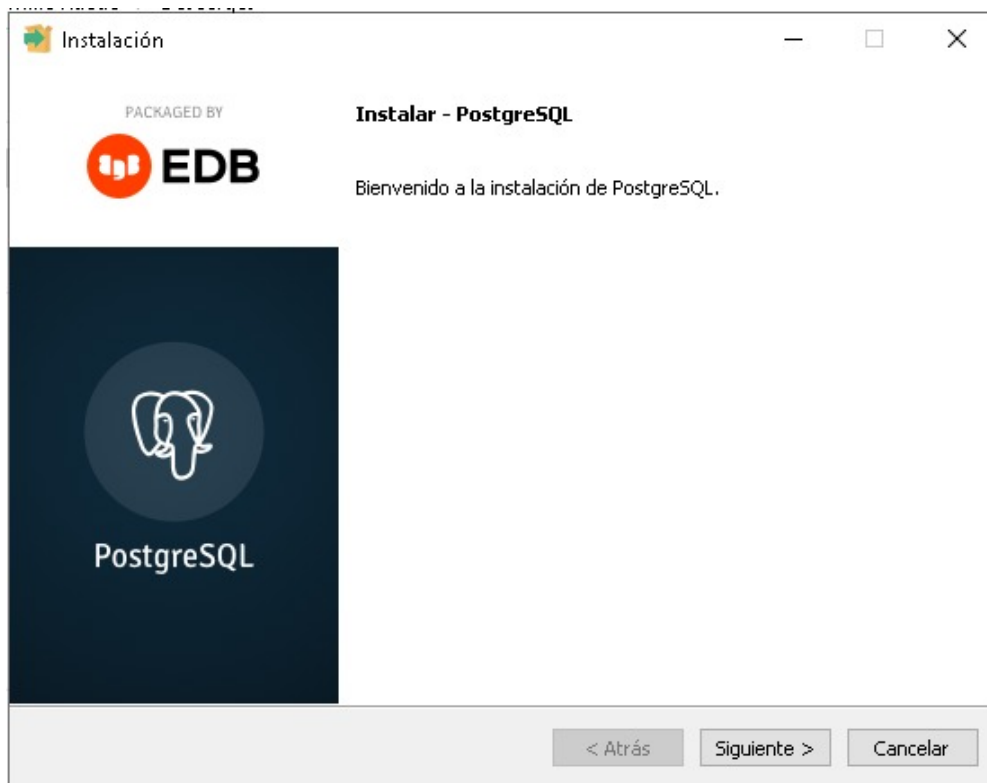 Instalación
PACKAGED BY
EDB
Instalar - PostgreSQL
Bienvenido a la instalación de PostgreSQL.
PostgreSQL
< Atrás
Siguiente >
Cancelar